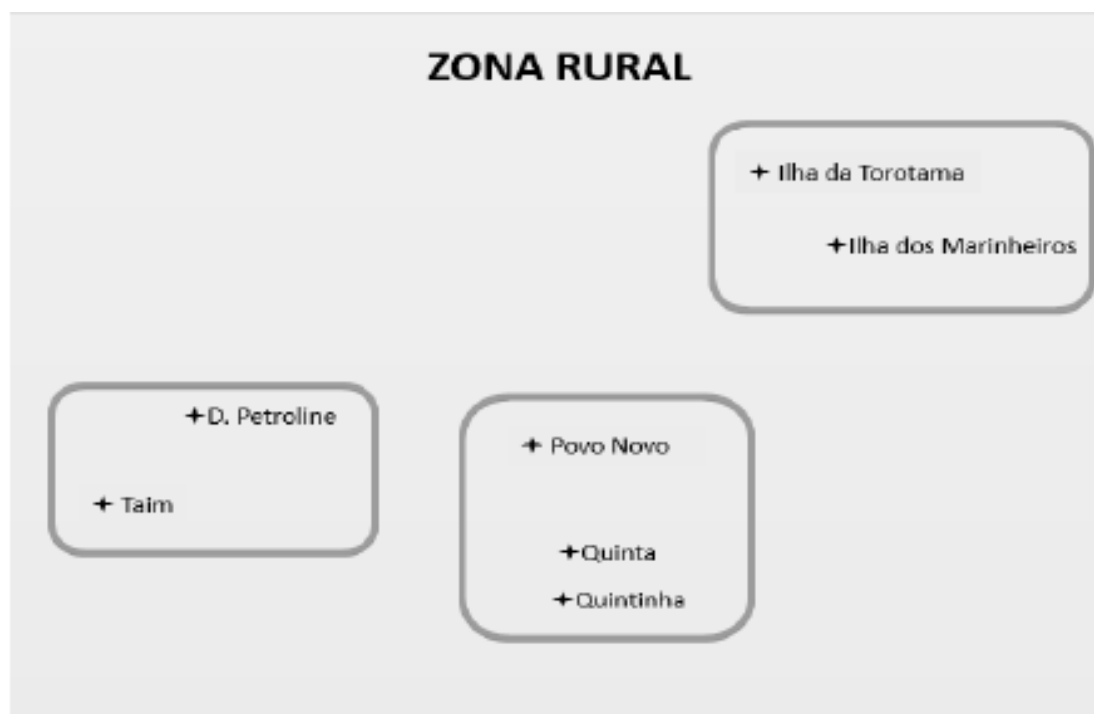 ZONA RURAL
Ilha da Torotama
Ilha dos Marinheiros
D. Petroline
Taim
Povo Novo
Quinta
Quintinha